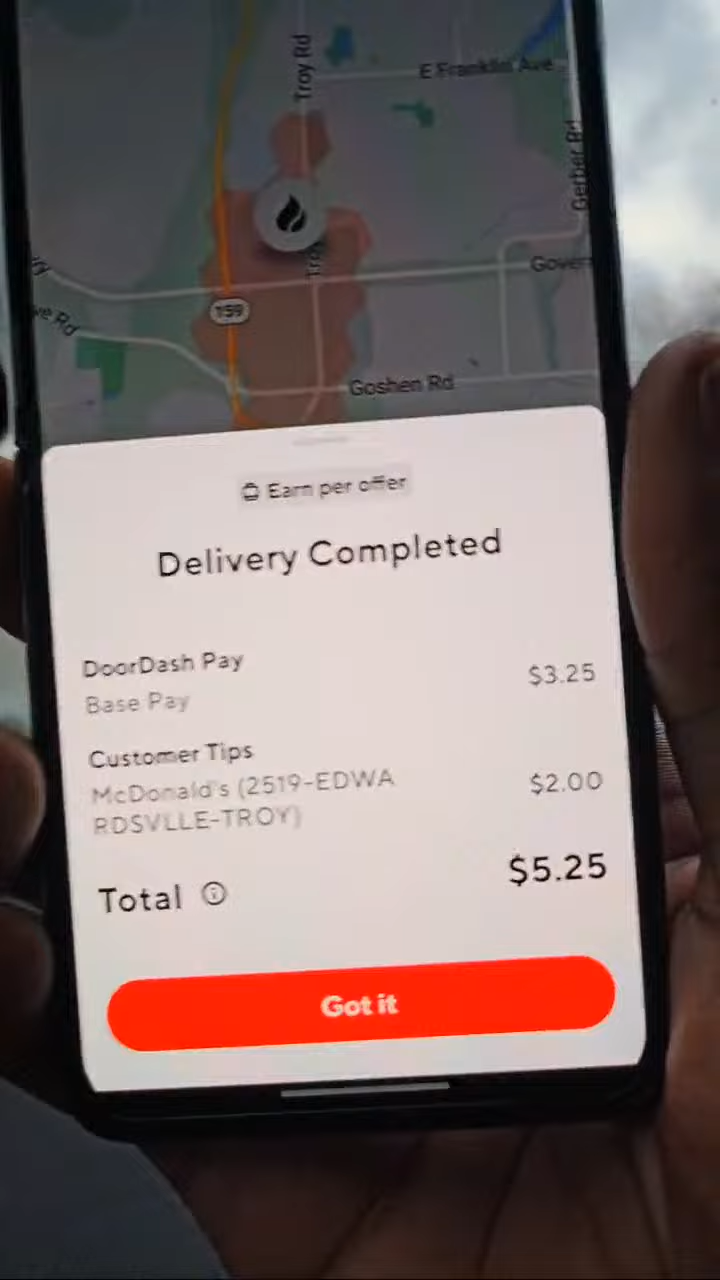 Troy Rd
E Franklin Ave
Gerber Rd
Gover
159
Goshen Rd
Earn per offer
Delivery Completed
DoorDash Pay
$3.25
Base Pay
Customer Tips
McDonald's (2519-EDWA
$2.00
RDSVLLE-TROY)
Total
$5.25
Got it